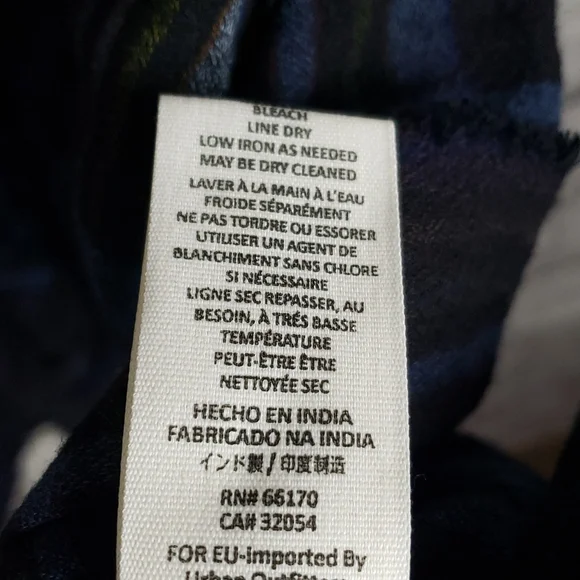 BLEACH
LINE DRY
LOW IRON AS NEEDED
MAY BE DRY CLEANED
LAVER À LA MAIN À L'EAU
FROIDE SÉPARÉMENT
NE PAS TORDRE OU ESSORER
UTILISER UN AGENT DE
BLANCHIMENT SANS CHLORE
SI NÉCESSAIRE
LIGNE SEC REPASSER, AU
BESOIN, À TRÉS BASSE
TEMPÉRATURE
PEUT-ÊTRE ÊTRE
NETTOYÉE SEC
HECHO EN INDIA
FABRICADO NA INDIA
インド製/印度制造
RN# 66170
CA# 32054
FOR EU-Imported By
Urban Outfitters